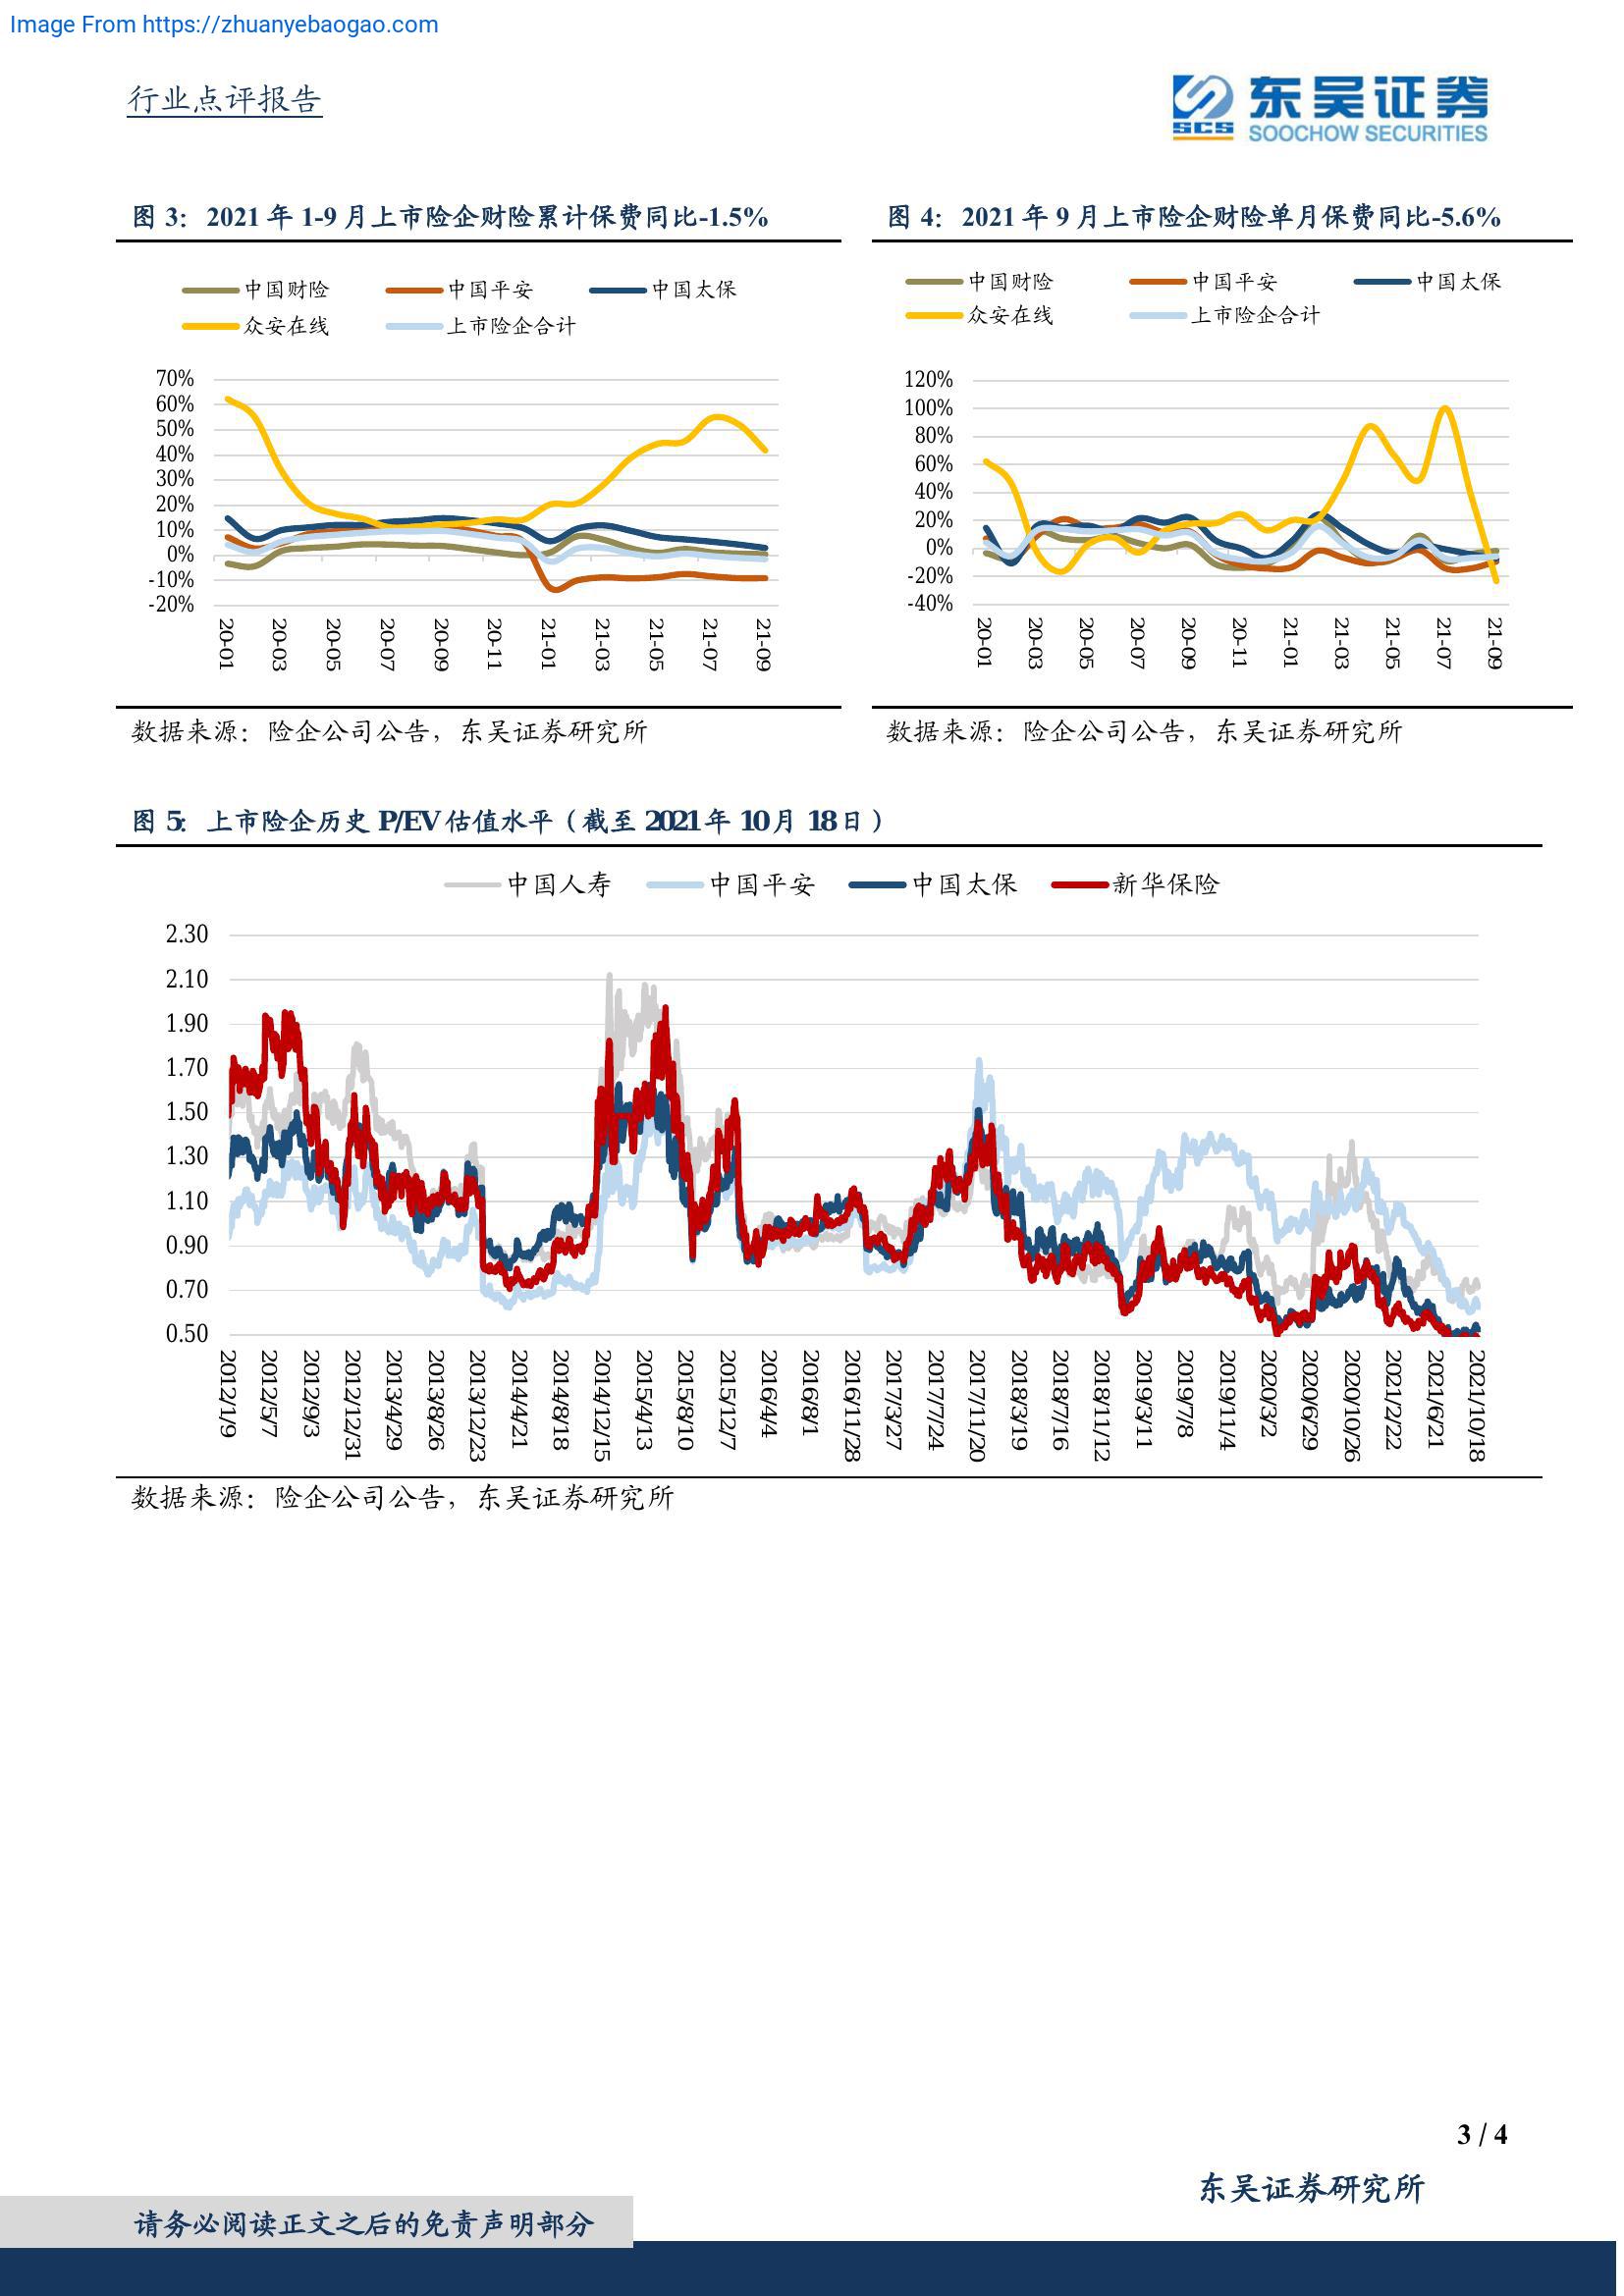 Image From https://zhuanyebaogao.com
行业点评报告
SCS
东吴证券
SOOCHOW SECURITIES
图 3: 2021 年 1-9 月上市险企财险累计保费同比-1.5%
中国财险 中国平安 中国太保
众安在线 上市险企合计
70%
60%
50%
40%
30%
20%
10%
0%
-10%
-20%
20-01 20-03 20-05 20-07 20-09 20-11 21-01 21-03 21-05 21-07 21-09
数据来源：险企公司公告，东吴证券研究所
图 4: 2021 年 9 月上市险企财险单月保费同比-5.6%
中国财险 中国平安 中国太保
众安在线 上市险企合计
120%
100%
80%
60%
40%
20%
0%
-20%
-40%
20-01 20-03 20-05 20-07 20-09 20-11 21-01 21-03 21-05 21-07 21-09
数据来源：险企公司公告，东吴证券研究所
图 5: 上市险企历史 P/EV 估值水平（截至 2021 年 10 月 18 日）
中国人寿 中国平安 中国太保 新华保险
2.30
2.10
1.90
1.70
1.50
1.30
1.10
0.90
0.70
0.50
2012/1/9 2012/5/7 2012/9/3 2012/12/31 2013/4/29 2013/8/26 2013/12/23 2014/4/21 2014/8/18 2014/12/15 2015/4/13 2015/8/10 2015/12/7 2016/4/4 2016/8/1 2016/11/28 2017/3/27 2017/7/24 2017/11/20 2018/3/19 2018/7/16 2018/11/12 2019/3/11 2019/7/8 2019/11/4 2020/3/2 2020/6/29 2020/10/26 2021/2/22 2021/6/21 2021/10/18
数据来源：险企公司公告，东吴证券研究所
3 / 4
东吴证券研究所
请务必阅读正文之后的免责声明部分